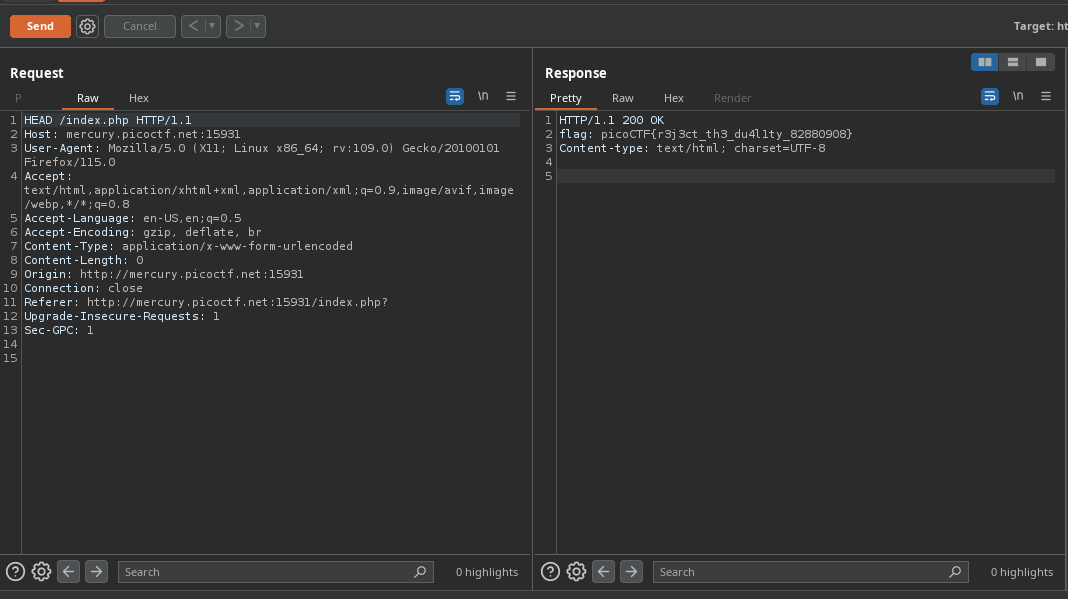 Send
Cancel
<
>
Target: ht
Request
P
Raw
Hex
\n
1 HEAD /index.php HTTP/1.1
2 Host: mercury.picoctf.net:15931
3 User-Agent: Mozilla/5.0 (X11; Linux x86_64; rv:109.0) Gecko/20100101
Firefox/115.0
4 Accept:
text/html,application/xhtml+xml,application/xml;q=0.9,image/avif,image
/webp,*/*;q=0.8
5 Accept-Language: en-US,en;q=0.5
6 Accept-Encoding: gzip, deflate, br
7 Content-Type: application/x-www-form-urlencoded
8 Content-Length: 0
9 Origin: http://mercury.picoctf.net:15931
10 Connection: close
11 Referer: http://mercury.picoctf.net:15931/index.php?
12 Upgrade-Insecure-Requests: 1
13 Sec-GPC: 1
14
15
Search
0 highlights
Response
Pretty
Raw
Hex
Render
\n
1 HTTP/1.1 200 OK
2 flag: picoCTF{r3j3ct_th3_du4l1ty_82880908}
3 Content-type: text/html; charset=UTF-8
4
5
Search
0 highlights